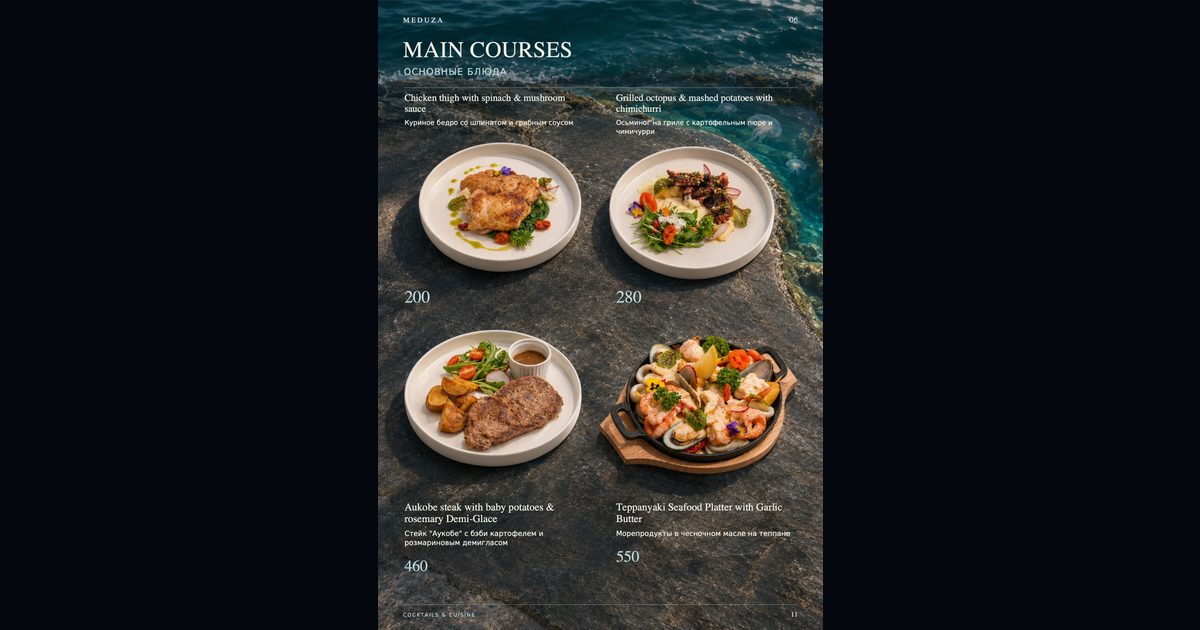 MEDUZA
06
MAIN COURSES
ОСНОВНЫЕ БЛЮДА
Chicken thigh with spinach & mushroom
sauce
Куриное бедро со шпинатом и грибным соусом
200
Grilled octopus & mashed potatoes with
chimichurri
Осьминог на гриле с картофельным пюре и
чимичурри
280
Aukobe steak with baby potatoes &
rosemary Demi-Glace
Стейк "Аукобе" с бэби картофелем и
розмариновым демигласом
460
Teppanyaki Seafood Platter with Garlic
Butter
Морепродукты в чесночном масле на теппане
550
COCKTAILS & CUISINE
11